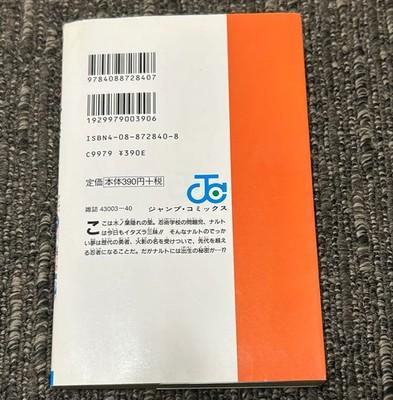 9784088728407
1929979003906
ISBN4-08-872840-8
C9979 ¥390E
定価 本体390円+税
雑誌 43003-40
JC
ジャンプ・コミックス
ここは木ノ葉隠れの里。忍術学校の問題児、ナルト
は今日もイタズラ三昧!! そんなナルトのでっか
い夢は歴代の勇者、火影の名を受けついで、先代を越え
る忍者になることだ。だがナルトには出生の秘密が…!?